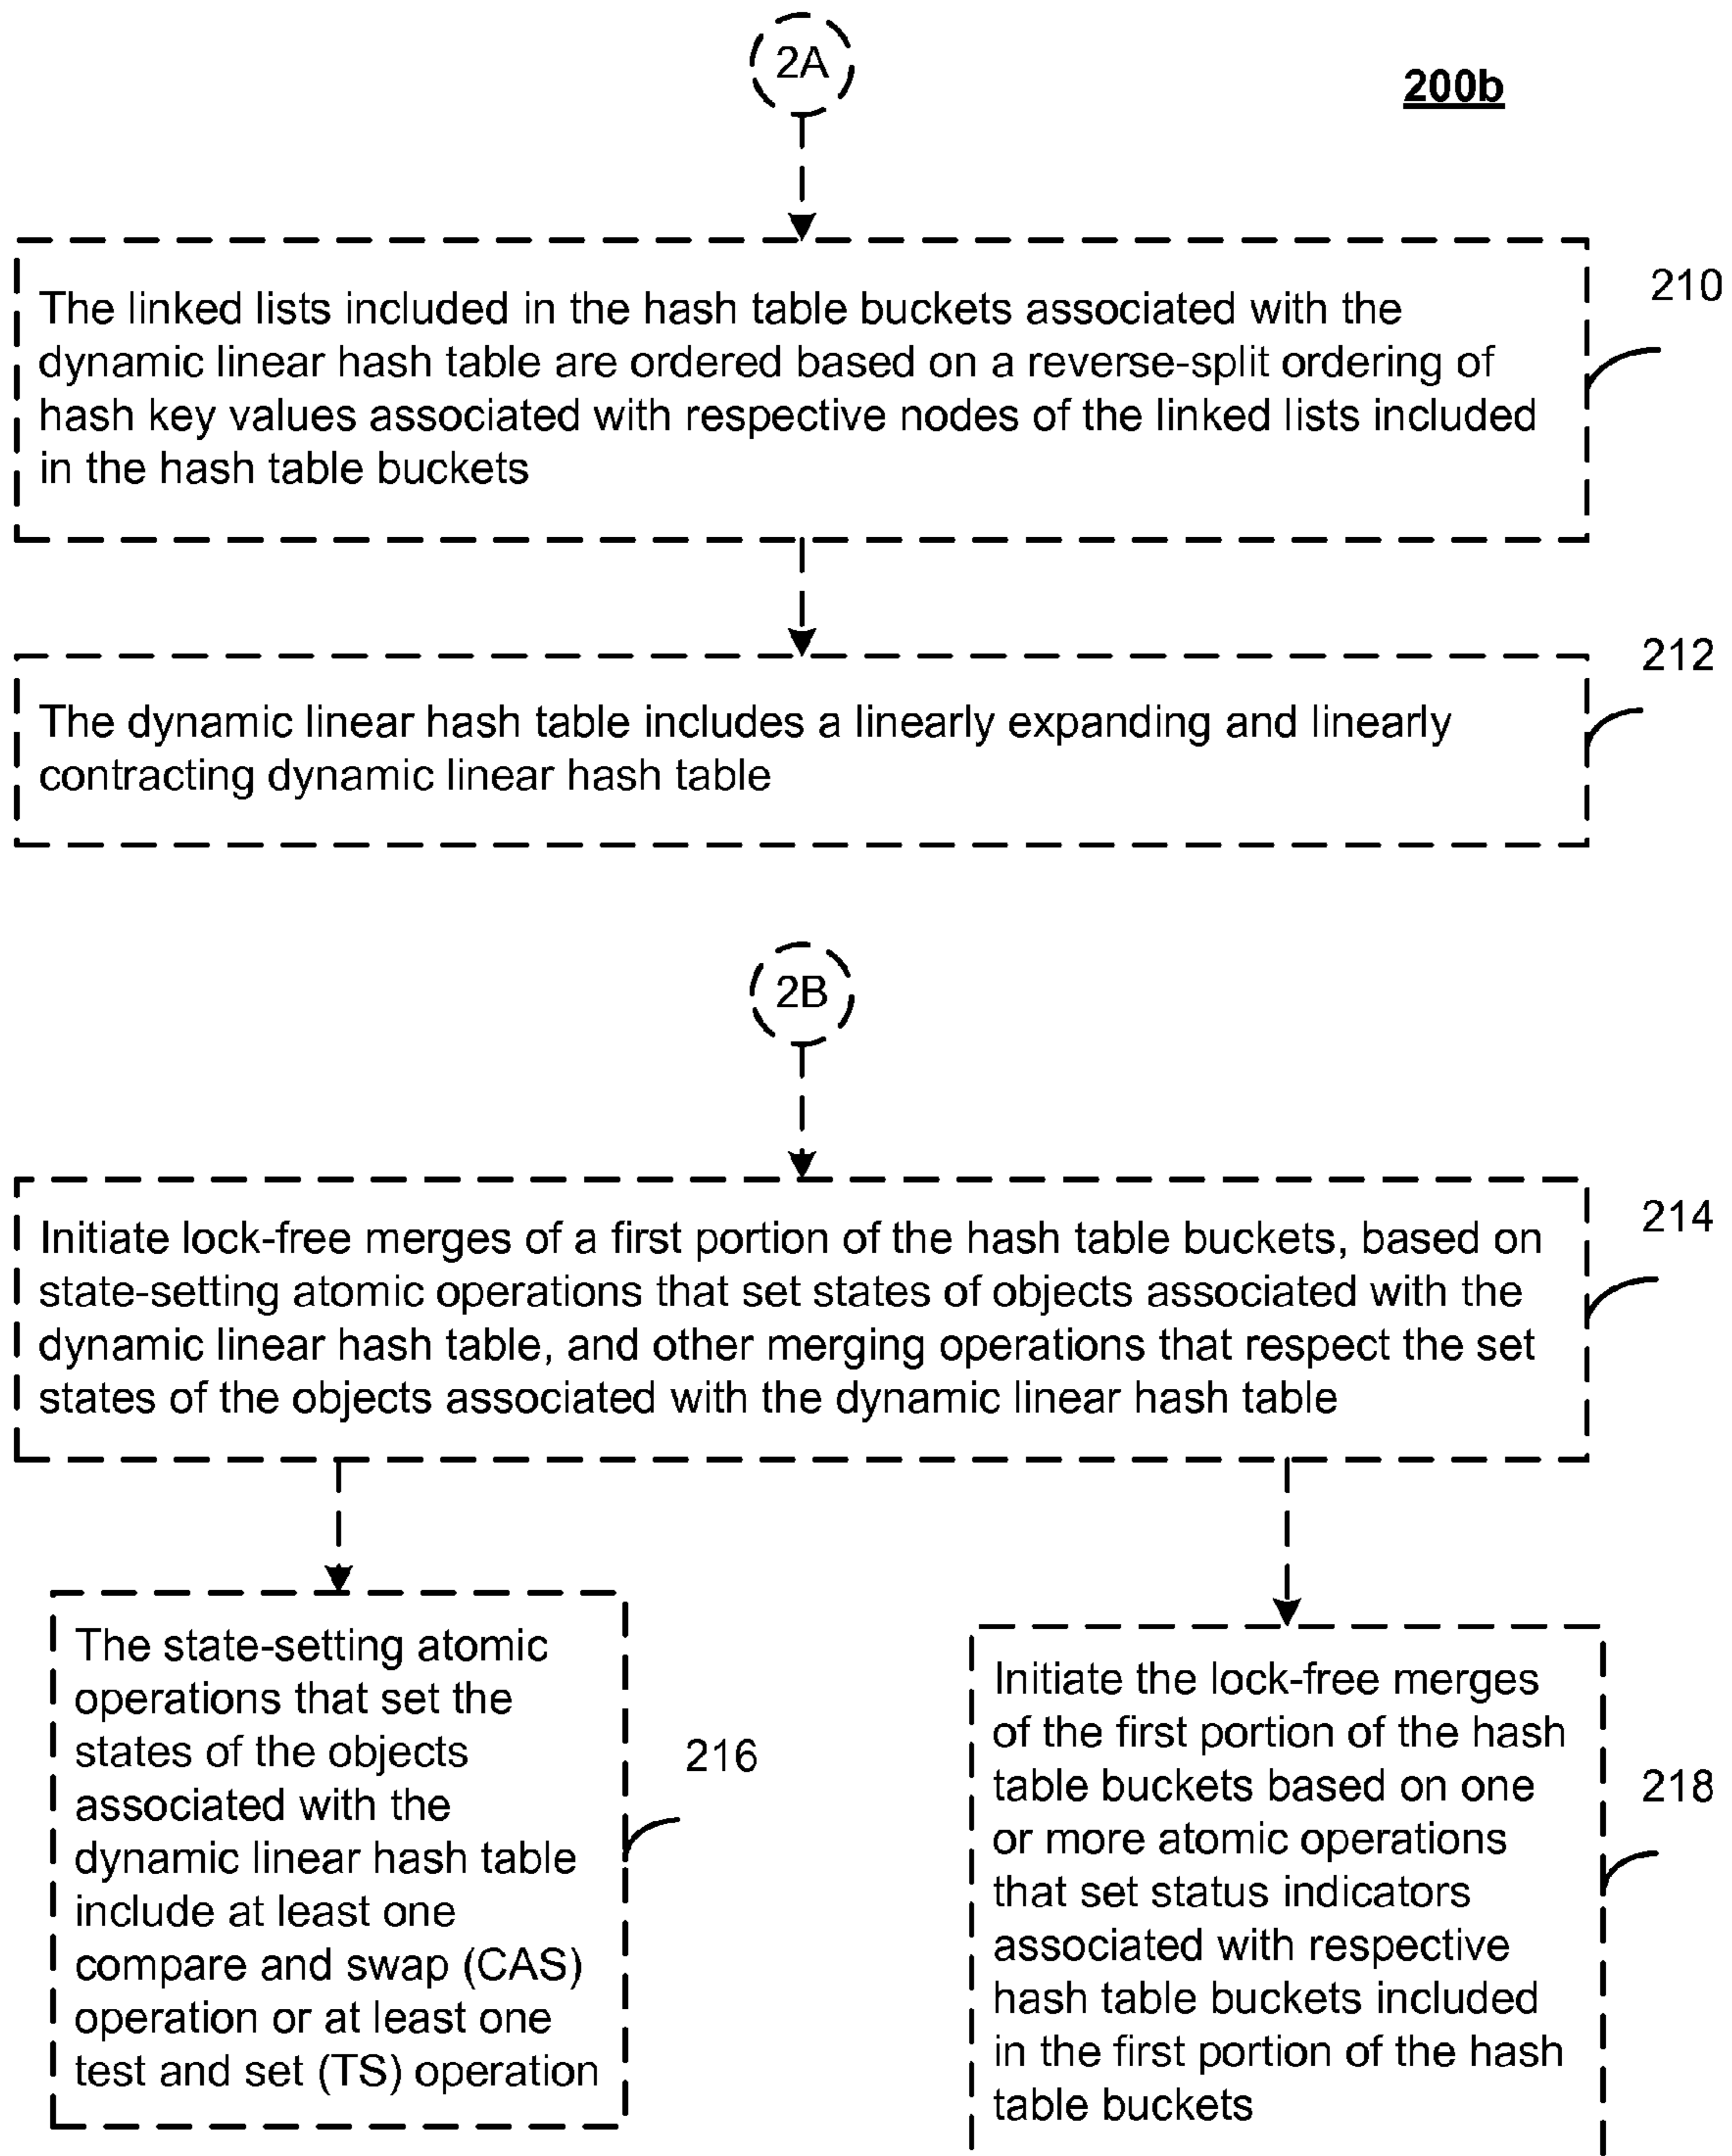 2A
200b
The linked lists included in the hash table buckets associated with the
dynamic linear hash table are ordered based on a reverse-split ordering of
hash key values associated with respective nodes of the linked lists included
in the hash table buckets
210
The dynamic linear hash table includes a linearly expanding and linearly
contracting dynamic linear hash table
212
2B
Initiate lock-free merges of a first portion of the hash table buckets, based on
state-setting atomic operations that set states of objects associated with the
dynamic linear hash table, and other merging operations that respect the set
states of the objects associated with the dynamic linear hash table
214
The state-setting atomic
operations that set the
states of the objects
associated with the
dynamic linear hash table
include at least one
compare and swap (CAS)
operation or at least one
test and set (TS) operation
216
Initiate the lock-free merges
of the first portion of the hash
table buckets based on one
or more atomic operations
that set status indicators
associated with respective
hash table buckets included
in the first portion of the hash
table buckets
218